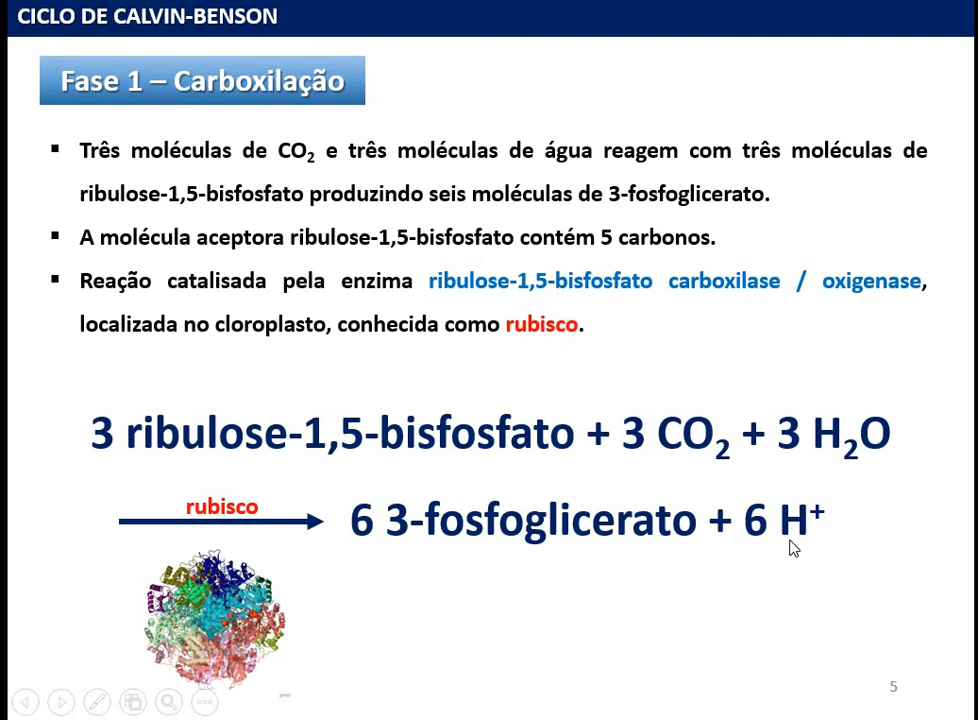 CICLO DE CALVIN-BENSON
Fase 1 – Carboxilação
▪ Três moléculas de CO₂ e três moléculas de água reagem com três moléculas de
ribulose-1,5-bisfosfato produzindo seis moléculas de 3-fosfoglicerato.
▪ A molécula aceptora ribulose-1,5-bisfosfato contém 5 carbonos.
▪ Reação catalisada pela enzima ribulose-1,5-bisfosfato carboxilase / oxigenase,
localizada no cloroplasto, conhecida como rubisco.
3 ribulose-1,5-bisfosfato + 3 CO₂ + 3 H₂O
rubisco
6 3-fosfoglicerato + 6 H⁺
5